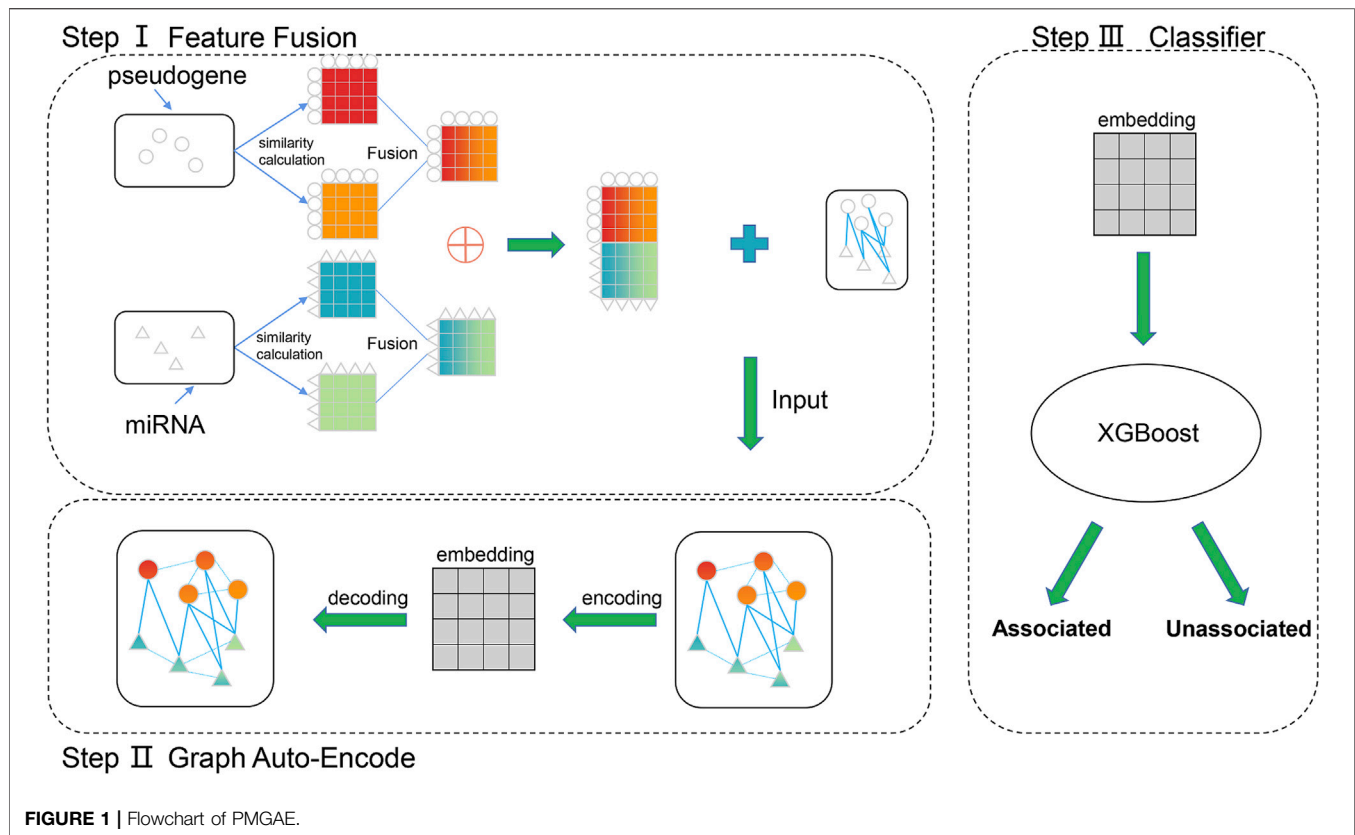 Step Ⅰ Feature Fusion
pseudogene
similarity
calculation
Fusion
similarity
calculation
Fusion
miRNA
Input
Step Ⅱ Graph Auto-Encode
embedding
decoding
encoding
Step Ⅲ Classifier
embedding
XGBoost
Associated
Unassociated
FIGURE 1 | Flowchart of PMGAE.